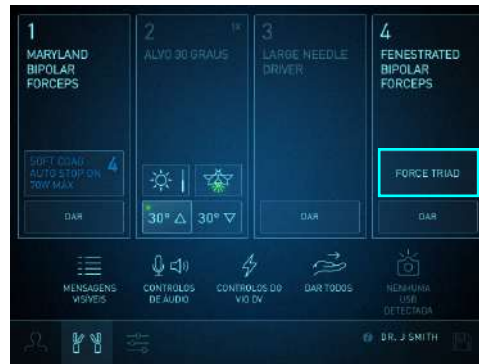 1
MARYLAND
BIPOLAR
FORCEPS
SOFT COAG
AUTO STOP ON
70W MAX
4
DAR
2
1X
ALVO 30 GRAUS
30°
30°
3
LARGE NEEDLE
DRIVER
DAR
4
FENESTRATED
BIPOLAR
FORCEPS
FORCE TRIAD
DAR
MENSAGENS
VISÍVEIS
CONTROLOS
DE ÁUDIO
CONTROLOS DO
VIO DV
DAR TODOS
NENHUMA
USB
DETECTADA
DR. J SMITH